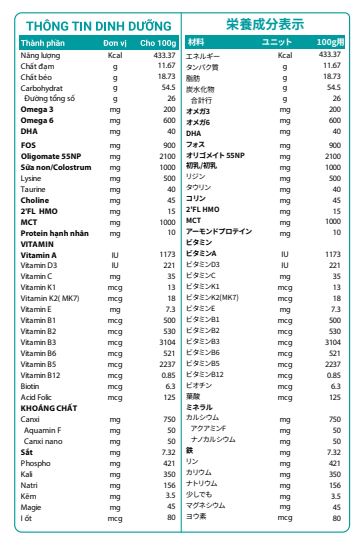 THÔNG TIN DINH DƯỠNG
Thành phần Đơn vị Cho 100g
Năng lượng Kcal 433.37
Chất đạm g 11.67
Chất béo g 18.73
Carbohydrat g 54.5
Đường tổng số g 26
Omega 3 mg 200
Omega 6 mg 600
DHA mg 40
FOS mg 900
Oligomate 55NP mg 2100
Sữa non/Colostrum mg 1000
Lysine mg 500
Taurine mg 40
Choline mg 45
2'FL HMO mg 15
MCT mg 1000
Protein hạnh nhân mg 10
VITAMIN
Vitamin A IU 1173
Vitamin D3 IU 221
Vitamin C mg 35
Vitamin K1 mcg 13
Vitamin K2( MK7) mcg 18
Vitamin E mg 7.3
Vitamin B1 mcg 500
Vitamin B2 mcg 530
Vitamin B3 mcg 3104
Vitamin B6 mcg 521
Vitamin B5 mcg 2237
Vitamin B12 mcg 0.85
Biotin mcg 6.3
Acid Folic mcg 125
KHOÁNG CHẤT
Canxi mg 750
Aquamin F mg 50
Canxi nano mg 50
Sắt mg 7.32
Phospho mg 421
Kali mg 350
Natri mg 156
Kẽm mg 3.5
Magie mg 45
I ốt mcg 80
栄養成分表示
材料 ユニット 100g用
エネルギー Kcal 433.37
タンパク質 g 11.67
脂肪 g 18.73
炭水化物 g 54.5
合計行 g 26
オメガ3 mg 200
オメガ6 mg 600
DHA mg 40
フォス mg 900
オリゴメイト 55NP mg 2100
初乳/初乳 mg 1000
リジン mg 500
タウリン mg 40
コリン mg 45
2'FL HMO mg 15
MCT mg 1000
アーモンドプロテイン mg 10
ビタミン
ビタミンA IU 1173
ビタミンD3 IU 221
ビタミンC mg 35
ビタミンK1 mcg 13
ビタミンK2(MK7) mcg 18
ビタミンE mg 7.3
ビタミンB1 mcg 500
ビタミンB2 mcg 530
ビタミンB3 mcg 3104
ビタミンB6 mcg 521
ビタミンB5 mcg 2237
ビタミンB12 mcg 0.85
ビオチン mcg 6.3
葉酸 mcg 125
ミネラル
カルシウム mg 750
アクアミンF mg 50
ナノカルシウム mg 50
鉄 mg 7.32
リン mg 421
カリウム mg 350
ナトリウム mg 156
少しでも mg 3.5
マグネシウム mg 45
ヨウ素 mcg 80